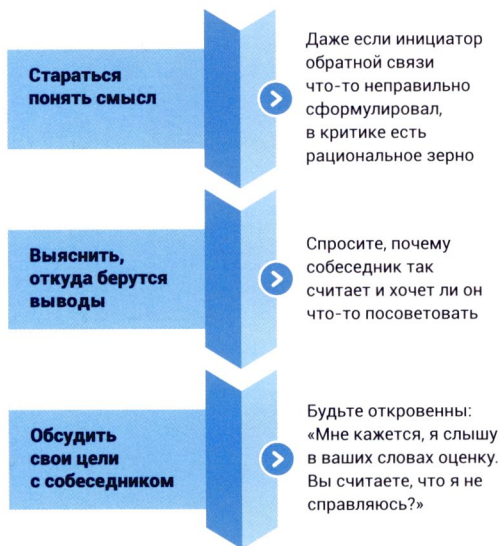 Стараться
понять смысл
Даже если инициатор
обратной связи
что-то неправильно
сформулировал,
в критике есть
рациональное зерно
Выяснить,
откуда берутся
выводы
Спросите, почему
собеседник так
считает и хочет ли он
что-то посоветовать
Обсудить
свои цели
с собеседником
Будьте откровенны:
«Мне кажется, я слышу
в ваших словах оценку.
Вы считаете, что я не
справляюсь?»